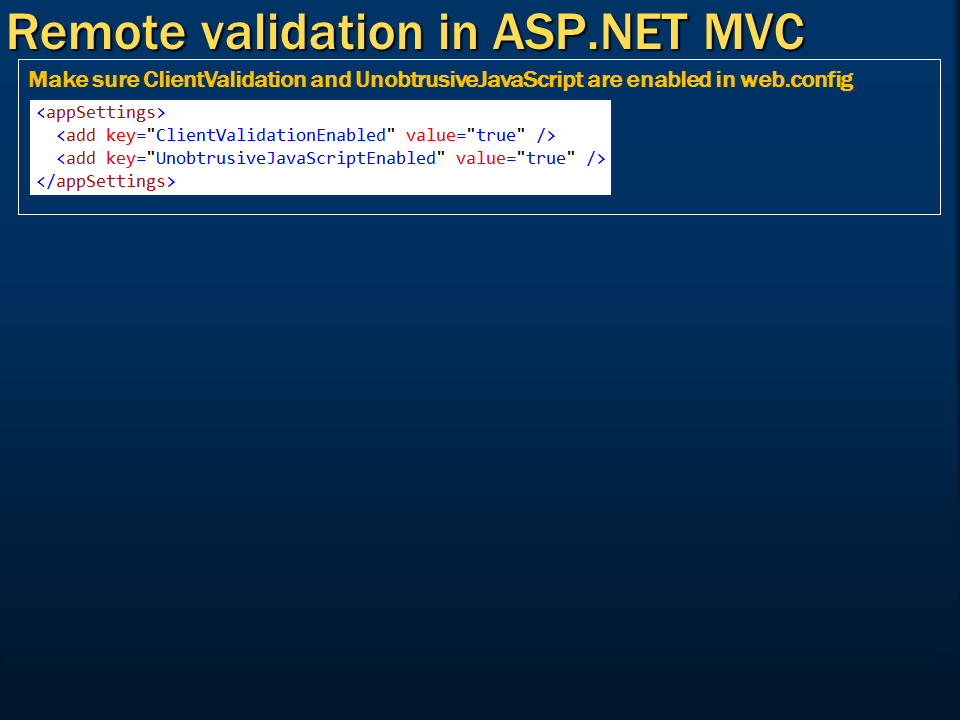 Remote validation in ASP.NET MVC
Make sure ClientValidation and UnobtrusiveJavaScript are enabled in web.config
<appSettings>
  <add key="ClientValidationEnabled" value="true" />
  <add key="UnobtrusiveJavaScriptEnabled" value="true" />
</appSettings>